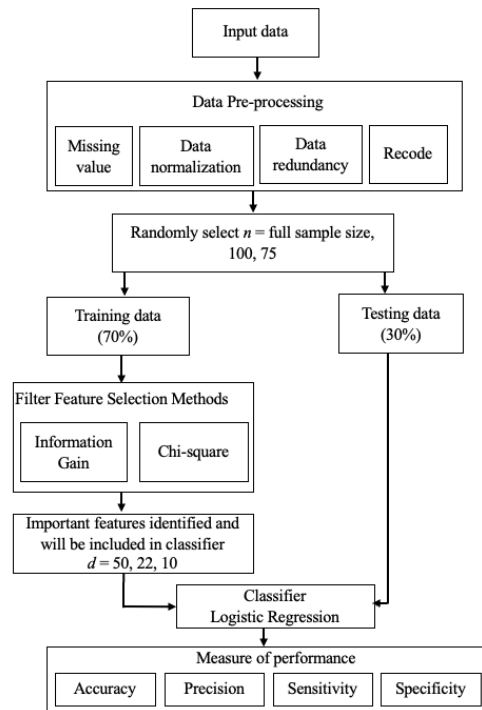 Input data
Data Pre-processing
Missing
value
Data
normalization
Data
redundancy
Recode
Randomly select n = full sample size,
100, 75
Training data
(70%)
Testing data
(30%)
Filter Feature Selection Methods
Information
Gain
Chi-square
Important features identified and
will be included in classifier
d = 50, 22, 10
Classifier
Logistic Regression
Measure of performance
Accuracy
Precision
Sensitivity
Specificity